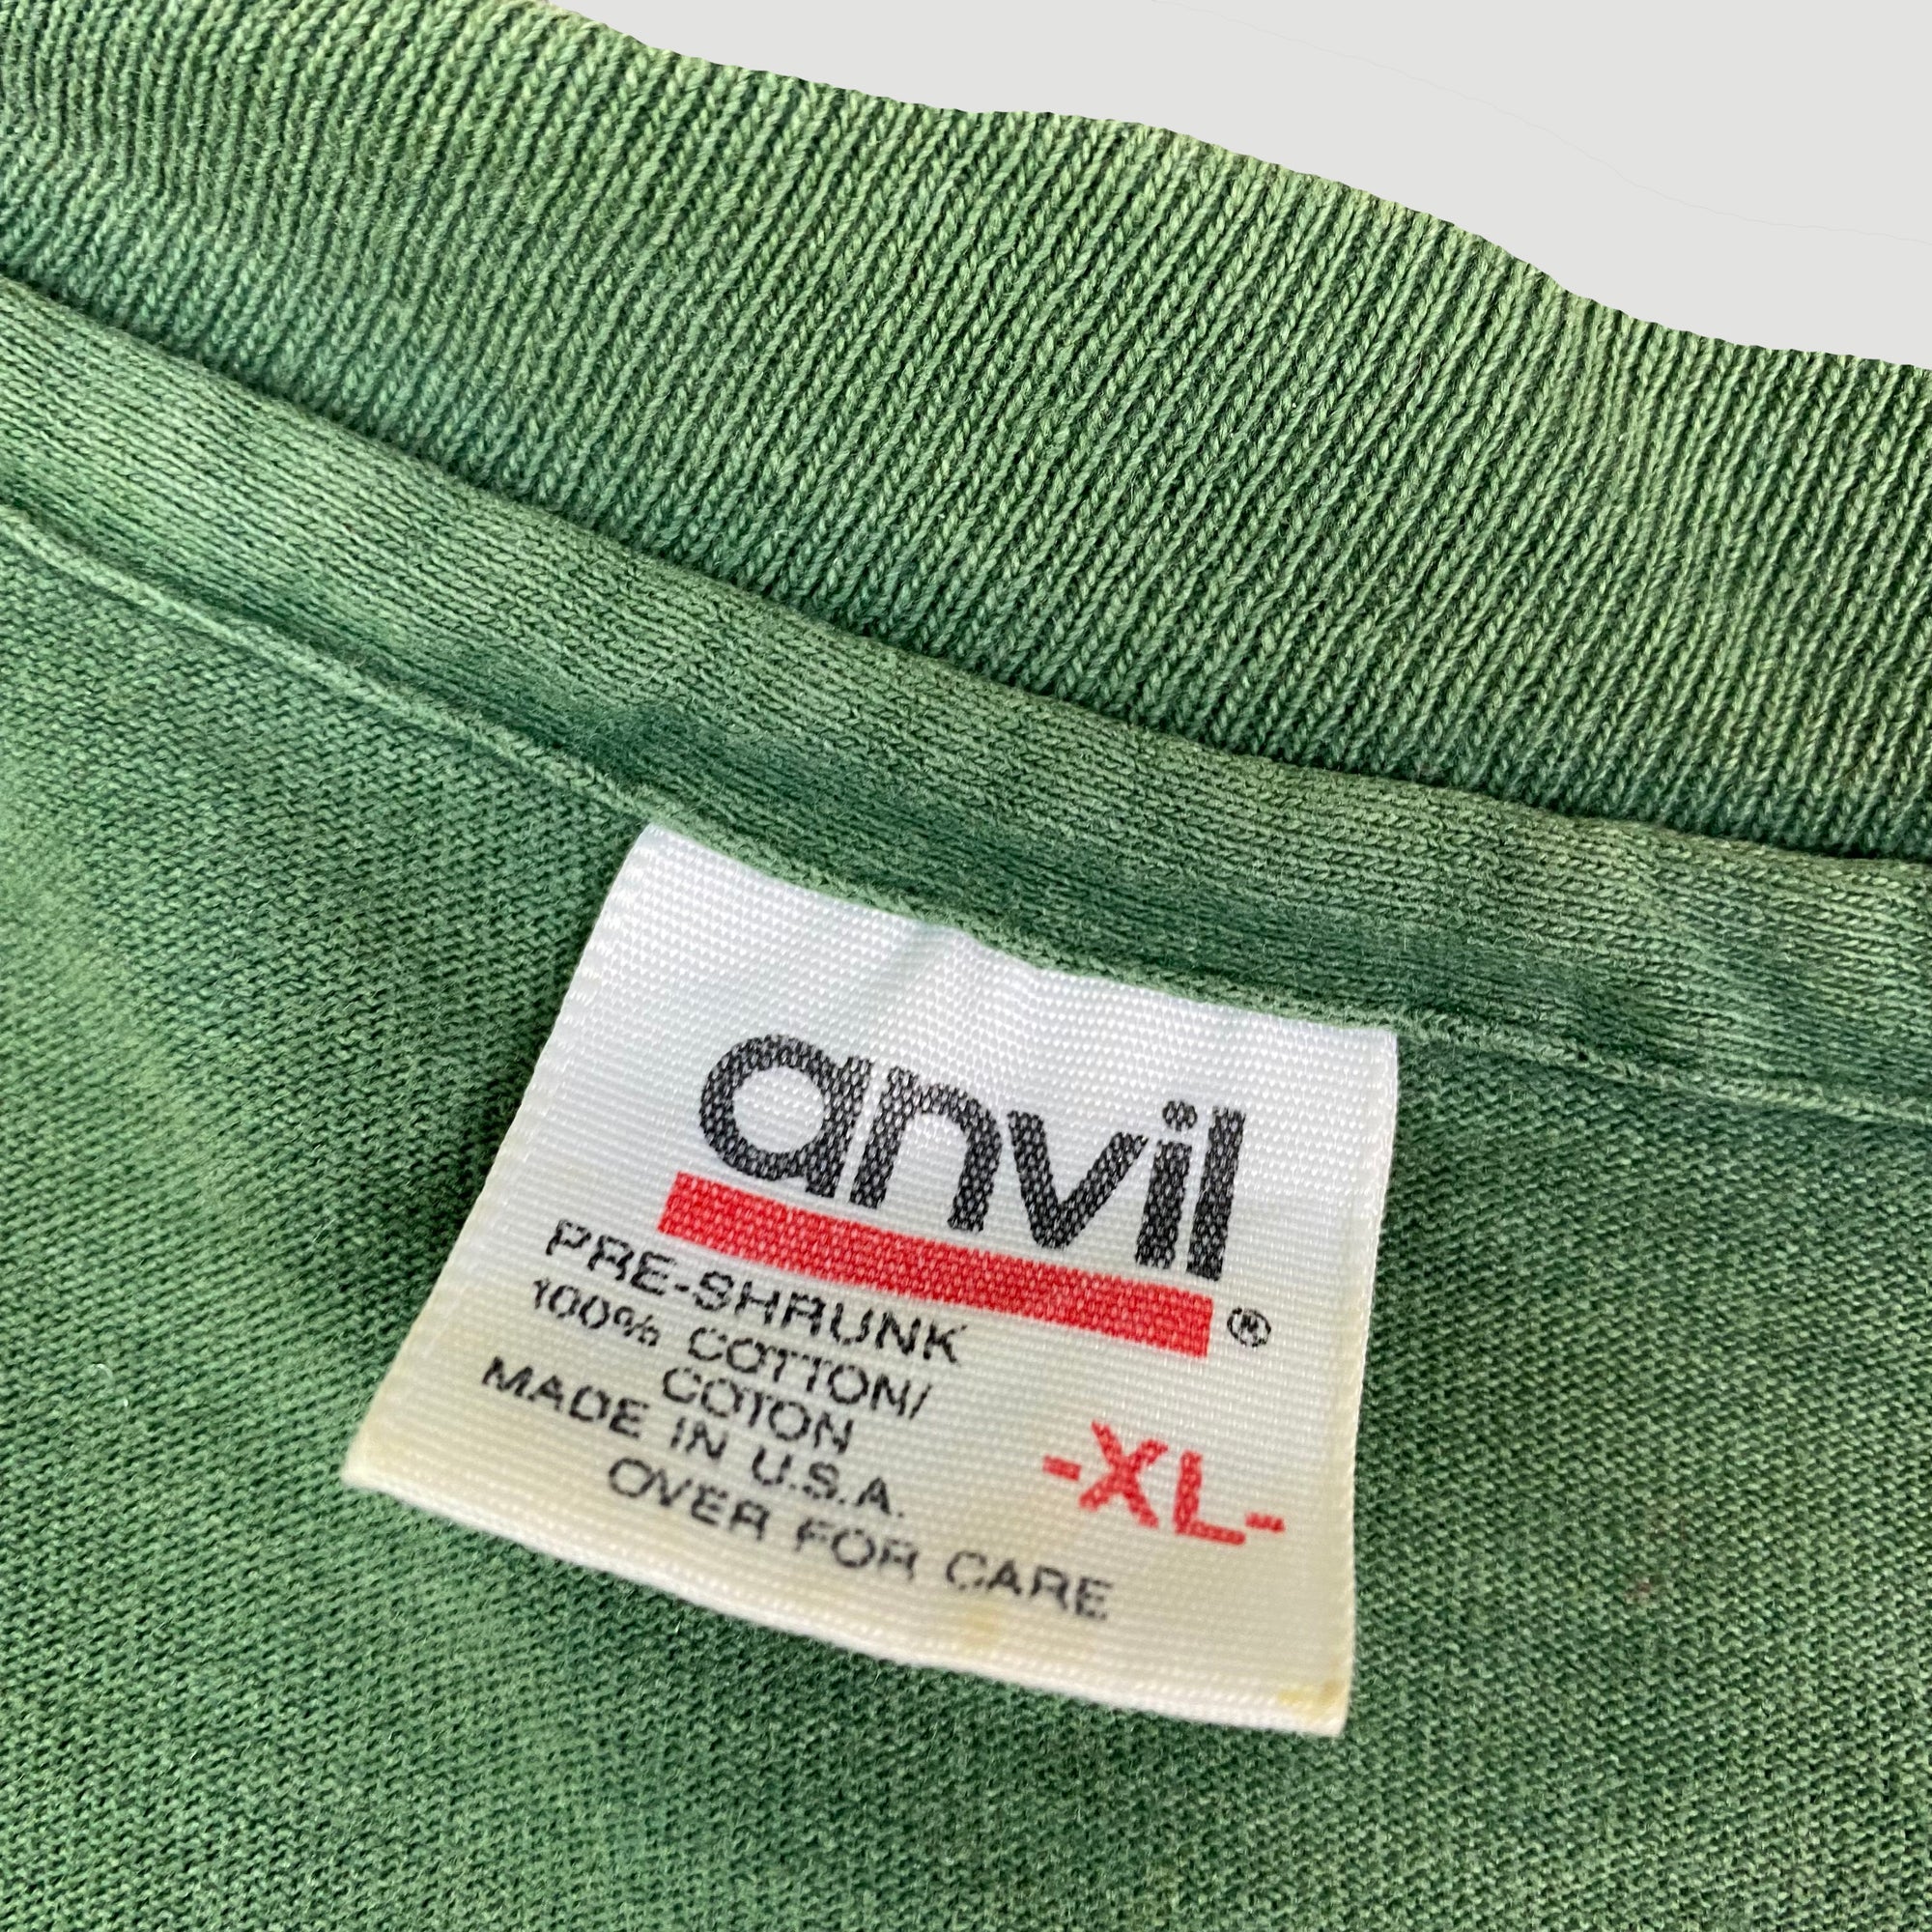 anvil
®
PRE-SHRUNK
100% COTTON/
COTON
MADE IN U.S.A.
-XL-
OVER FOR CARE